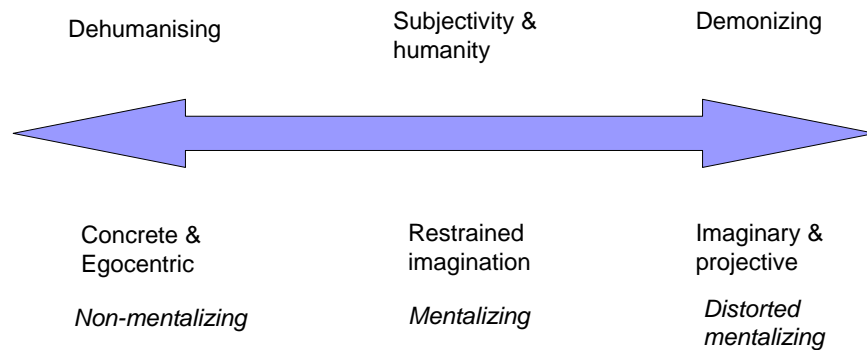 Dehumanising
Subjectivity &
humanity
Demonizing
Concrete &
Egocentric
Restrained
imagination
Imaginary &
projective
Non-mentalizing
Mentalizing
Distorted
mentalizing